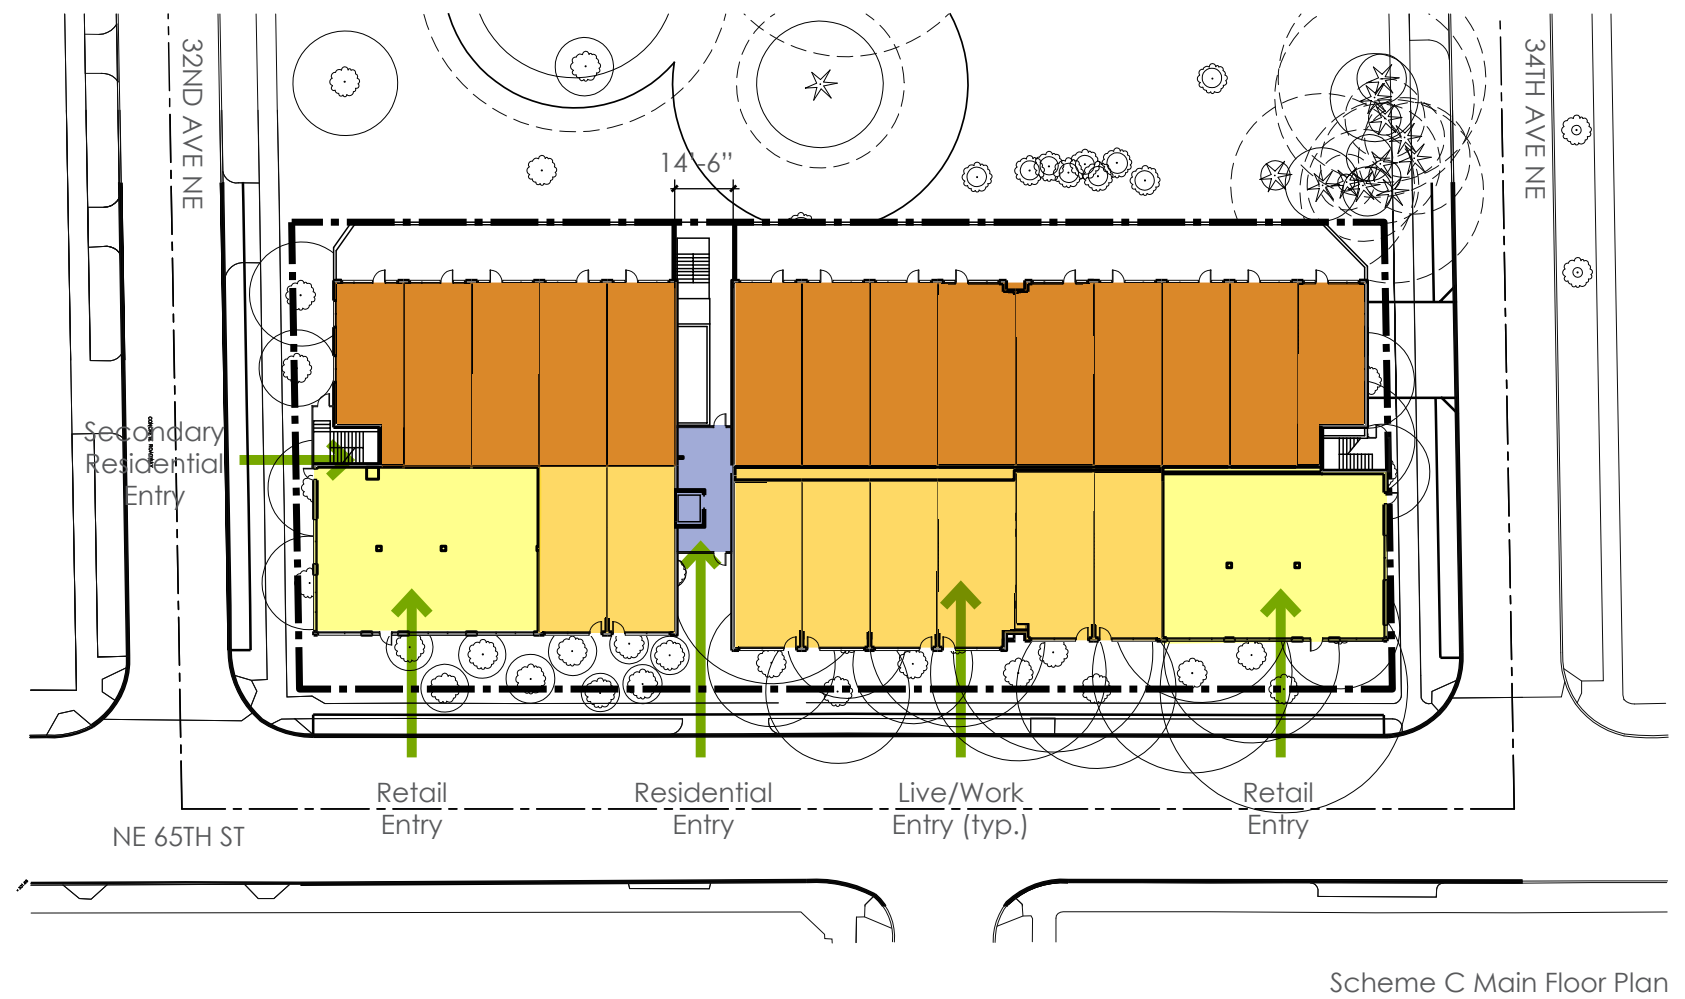 32ND AVE NE
34TH AVE NE
14'-6”
Secondary
Residential
Entry
Retail
Entry
Residential
Entry
Live/Work
Entry (typ.)
Retail
Entry
NE 65TH ST
Scheme C Main Floor Plan